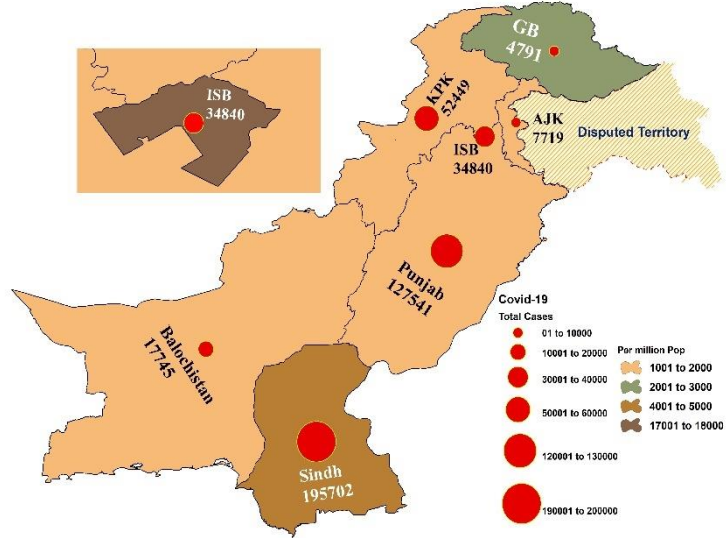 GB
4791
ISB
34840
KPK
52449
AJK
7719
Disputed Territory
ISB
34840
Punjab
127541
Balochistan
17745
Sindh
195702
Covid-19
Total Cases
01 to 10000
10001 to 20000
30001 to 40000
50001 to 60000
120001 to 130000
190001 to 200000
Per million Pop
1001 to 2000
2001 to 3000
4001 to 5000
17001 to 18000